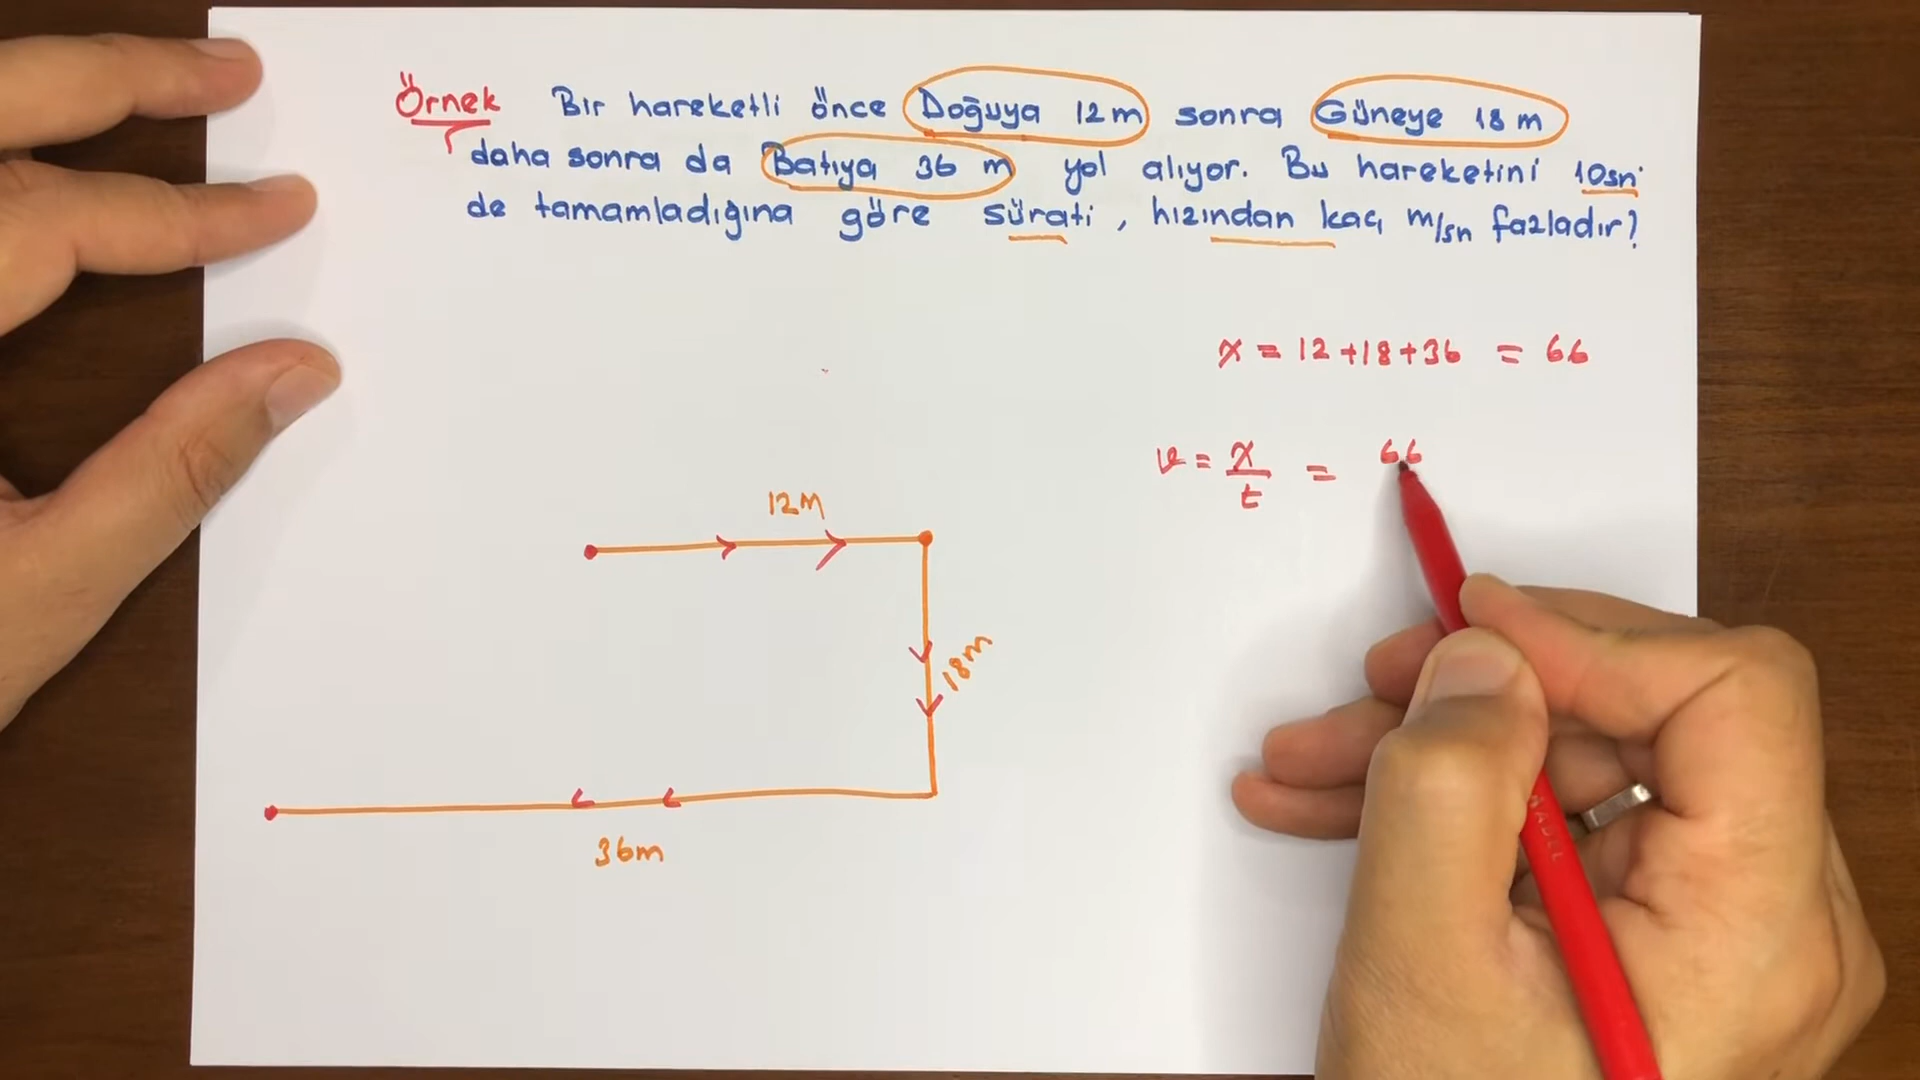 Örnek Bir hareketli önce Doğuya 12 m sonra Güneye 18 m
daha sonra da Batıya 36 m yol alıyor. Bu hareketini 10sn
de tamamladığına göre sürati, hızından kaç m/sn fazladır?
x = 12+18+36 = 66
v = x/t = 66
12m
18m
36m